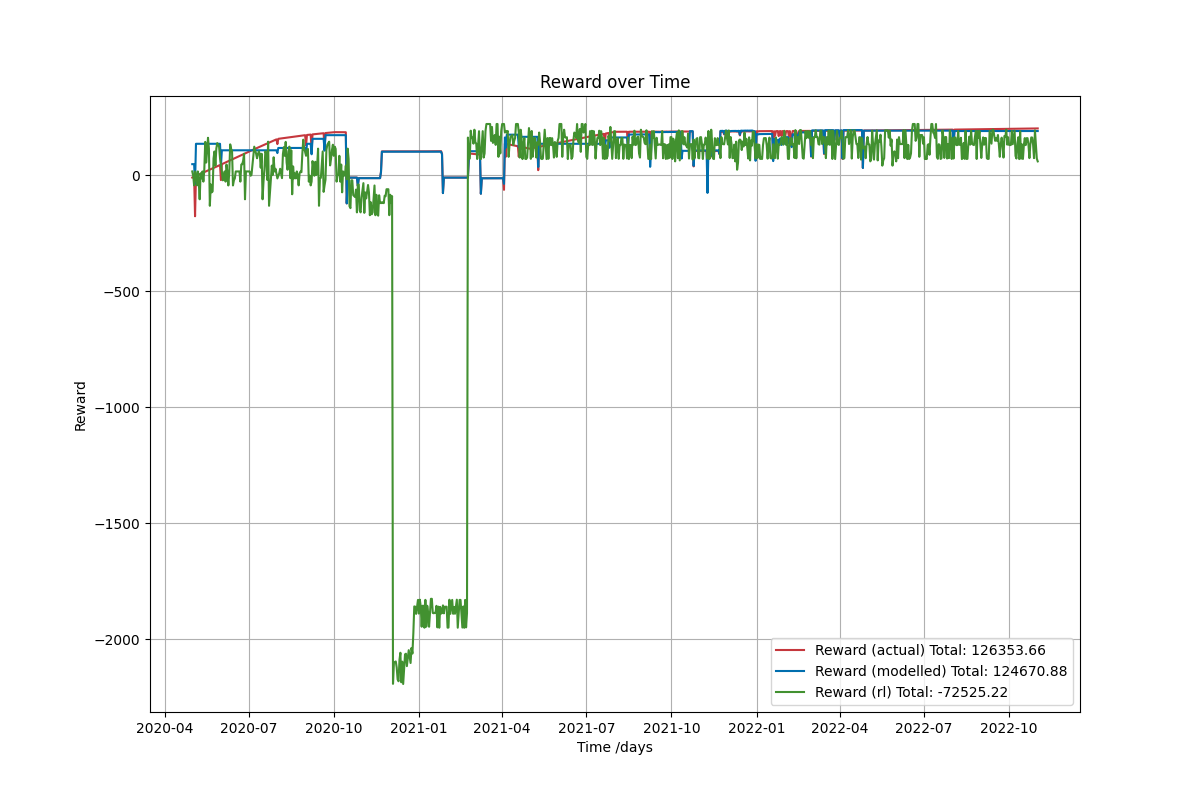 Reward over Time
Reward
0
−500
−1000
−1500
−2000
2020-04 2020-07 2020-10 2021-01 2021-04 2021-07 2021-10 2022-01 2022-04 2022-07 2022-10
Time /days
Reward (actual) Total: 126353.66
Reward (modelled) Total: 124670.88
Reward (rl) Total: -72525.22